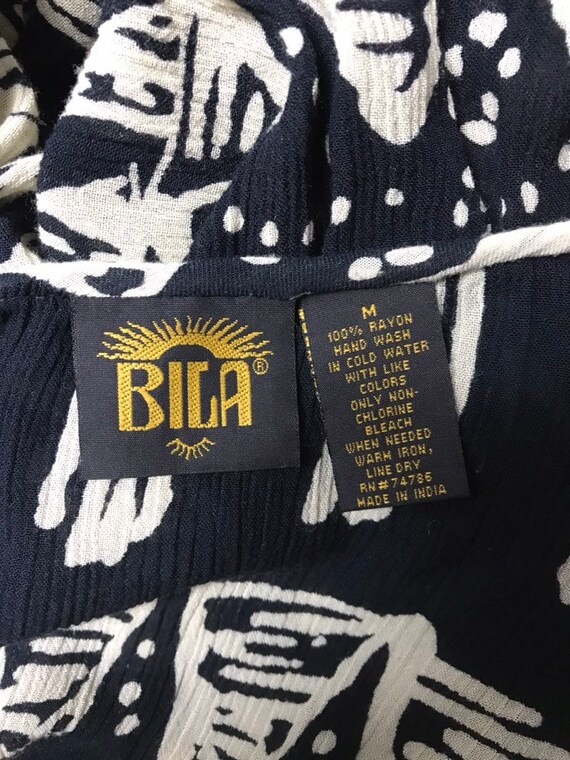 BILA®
M
100% RAYON
HAND WASH
IN COLD WATER
WITH LIKE
COLORS
ONLY NON-
CHLORINE
BLEACH
WHEN NEEDED
WARM IRON,
LINE DRY
RN#74786
MADE IN INDIA